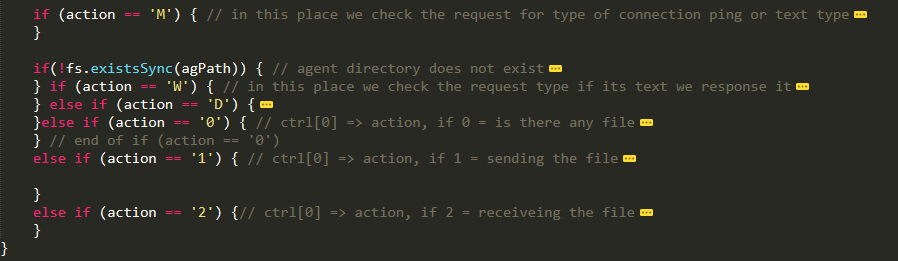 if (action == 'M') { // in this place we check the request for type of connection ping or text type
}
if(!fs.existsSync(agPath)) { // agent directory does not exist
} if (action == 'W') { // in this place we check the request type if its text we response it
} else if (action == 'D') {
}else if (action == '0') { // ctrl[0] => action, if 0 = is there any file
} // end of if (action == '0')
else if (action == '1') { // ctrl[0] => action, if 1 = sending the file
}
else if (action == '2') {// ctrl[0] => action, if 2 = receiveing the file
}
}